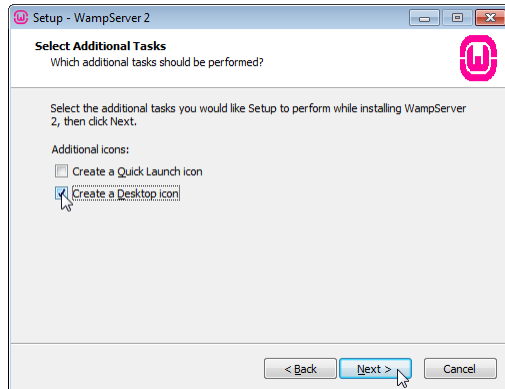 Setup - WampServer 2
Select Additional Tasks
Which additional tasks should be performed?
W
Select the additional tasks you would like Setup to perform while installing WampServer
2, then click Next.
Additional icons:
Create a Quick Launch icon
Create a Desktop icon
< Back
Next >
Cancel